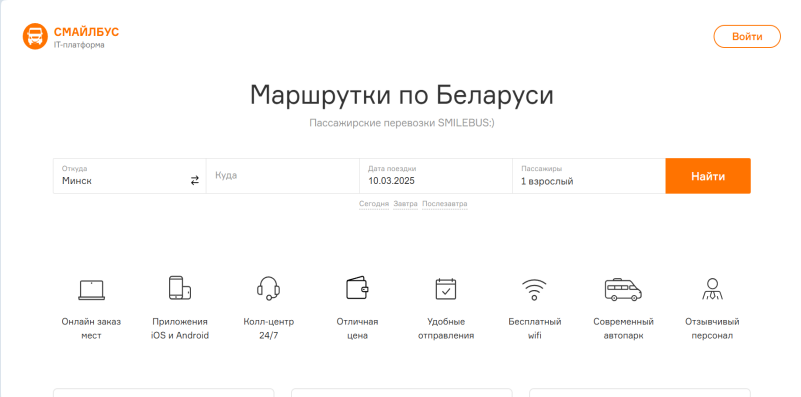 СМАЙЛБУС
IT-платформа
Войти
Маршрутки по Беларуси
Пассажирские перевозки SMILEBUS:)
Откуда
Минск
Куда
Дата поездки
10.03.2025
Пассажиры
1 взрослый
Найти
Сегодня Завтра Послезавтра
Онлайн заказ
мест
Приложения
iOS и Android
Колл-центр
24/7
Отличная
цена
Удобные
отправления
Бесплатный
wifi
Современный
автопарк
Отзывчивый
персонал